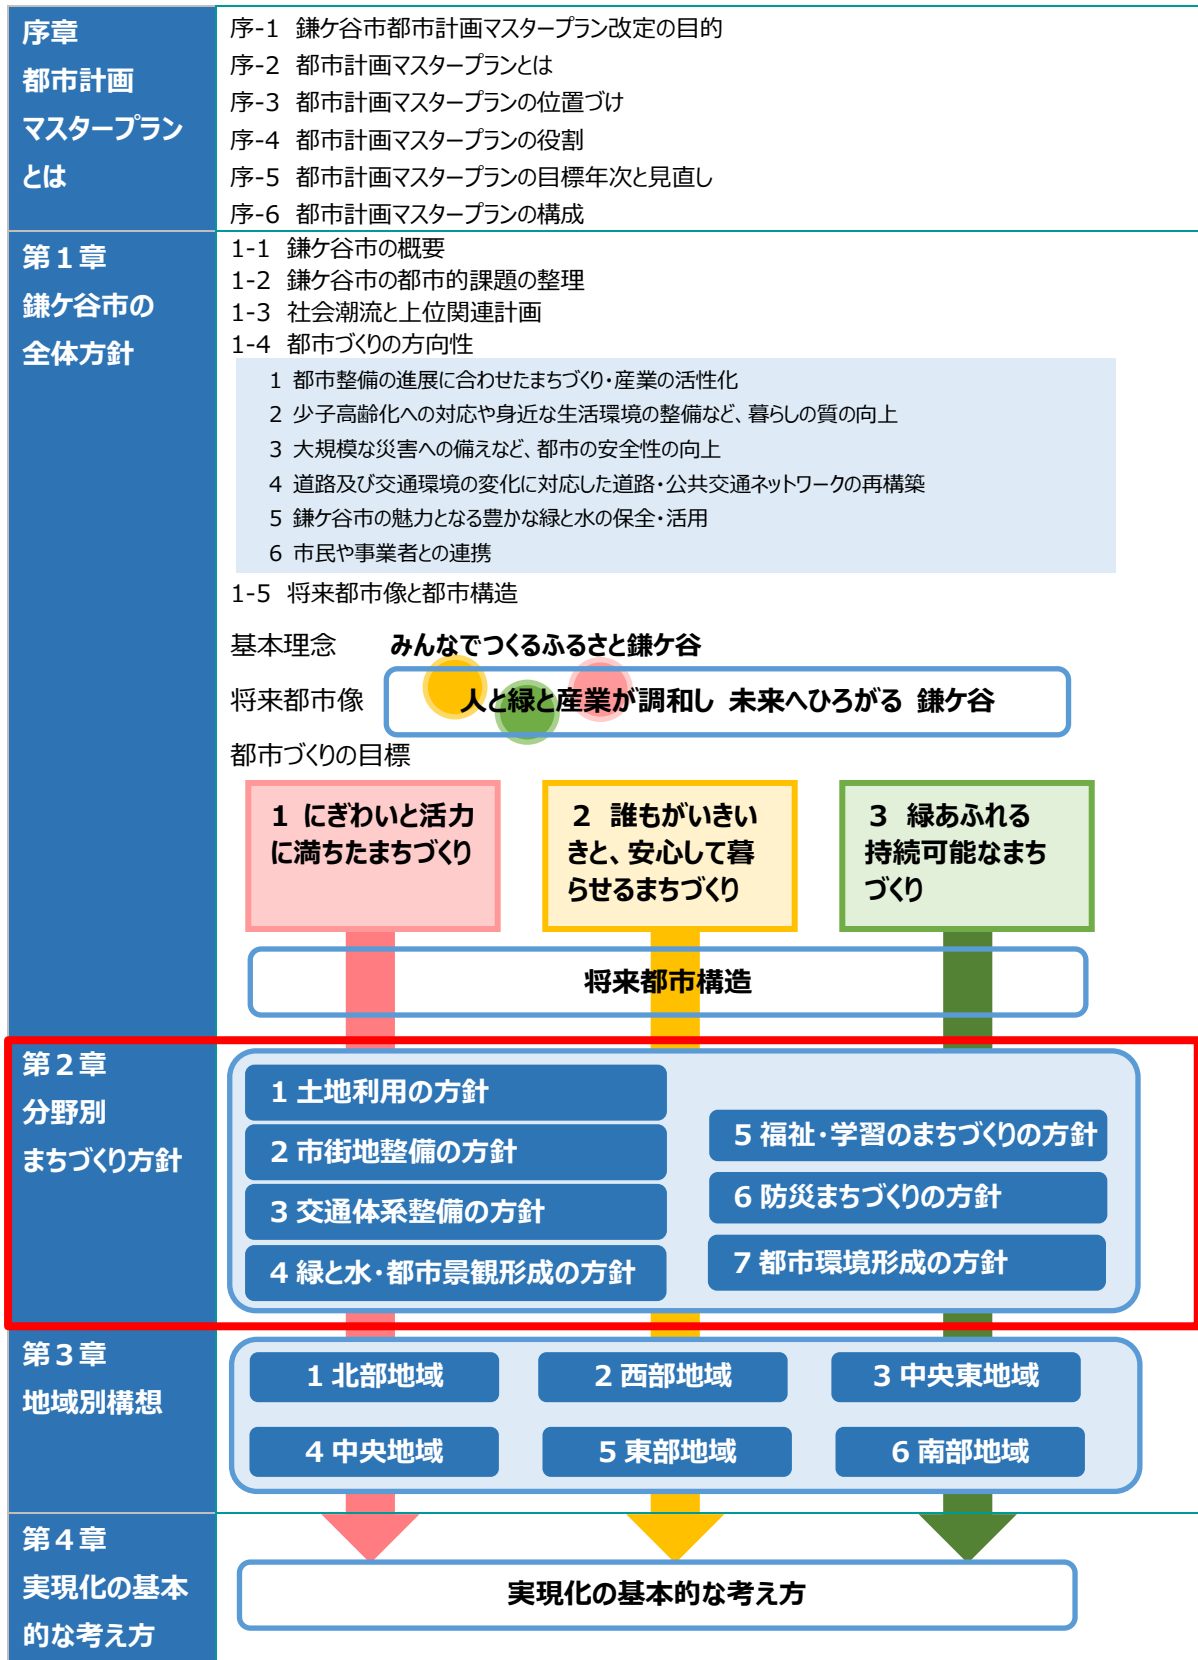 序章
都市計画
マスタープラン
とは
序-1 鎌ケ谷市都市計画マスタープラン改定の目的
序-2 都市計画マスタープランとは
序-3 都市計画マスタープランの位置づけ
序-4 都市計画マスタープランの役割
序-5 都市計画マスタープランの目標年次と見直し
序-6 都市計画マスタープランの構成
第1章
鎌ケ谷市の
全体方針
1-1 鎌ケ谷市の概要
1-2 鎌ケ谷市の都市的課題の整理
1-3 社会潮流と上位関連計画
1-4 都市づくりの方向性
1 都市整備の進展に合わせたまちづくり・産業の活性化
2 少子高齢化への対応や身近な生活環境の整備など、暮らしの質の向上
3 大規模な災害への備えなど、都市の安全性の向上
4 道路及び交通環境の変化に対応した道路・公共交通ネットワークの再構築
5 鎌ケ谷市の魅力となる豊かな緑と水の保全・活用
6 市民や事業者との連携
1-5 将来都市像と都市構造
基本理念 みんなでつくるふるさと鎌ケ谷
将来都市像 人と緑と産業が調和し 未来へひろがる 鎌ケ谷
都市づくりの目標
1 にぎわいと活力
に満ちたまちづくり
2 誰もがいきい
きと、安心して暮
らせるまちづくり
3 緑あふれる
持続可能なまち
づくり
将来都市構造
第2章
分野別
まちづくり方針
1 土地利用の方針
2 市街地整備の方針
3 交通体系整備の方針
4 緑と水・都市景観形成の方針
5 福祉・学習のまちづくりの方針
6 防災まちづくりの方針
7 都市環境形成の方針
第3章
地域別構想
1 北部地域
2 西部地域
3 中央東地域
4 中央地域
5 東部地域
6 南部地域
第4章
実現化の基本
的な考え方
実現化の基本的な考え方